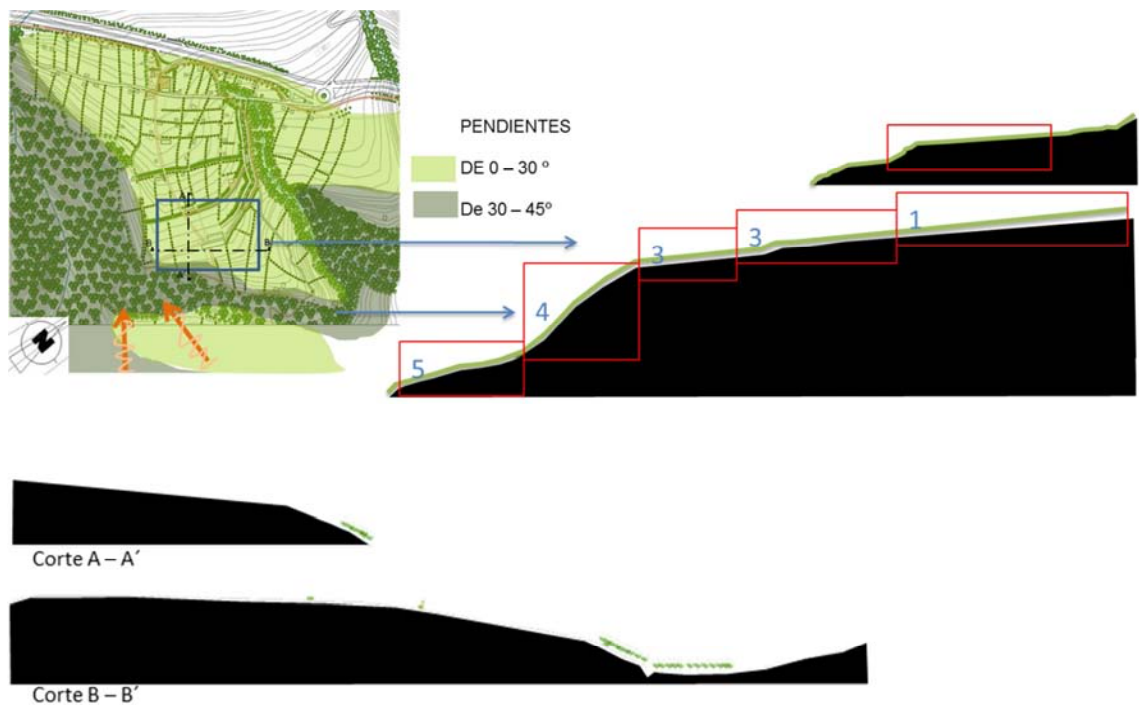 PENDIENTES
DE 0 – 30 º
De 30 – 45º
A
B
B
A
N
1
3
3
4
5
Corte A – A´
Corte B – B´